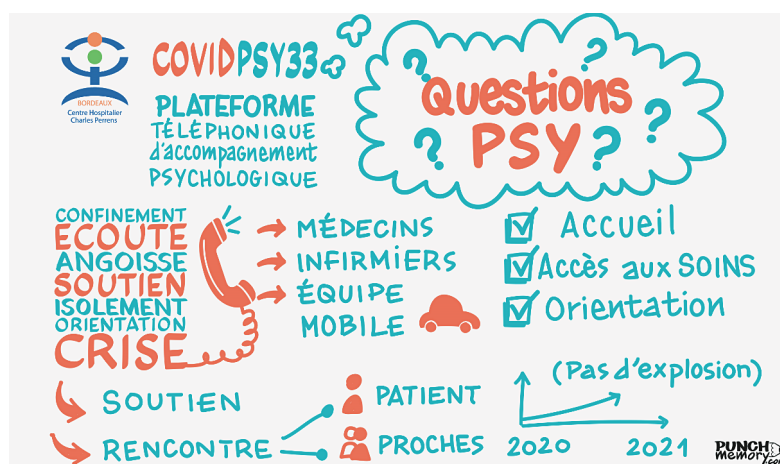 BORDEAUX
Centre Hospitalier
Charles Perrens
COVIDPSY33
PLATEFORME
TÉLÉPHONIQUE
d'accompagnement
PSYCHOLOGIQUE
? ?
Questions
PSY ?
? ?
CONFINEMENT
ECOUTE
ANGOISSE
SOUTIEN
ISOLEMENT
ORIENTATION
CRISE
MÉDECINS
INFIRMIERS
ÉQUIPE
MOBILE
Accueil
Accès aux SOINS
Orientation
SOUTIEN
RENCONTRE
PATIENT
PROCHES
(Pas d'explosion)
2020
2021
PUNCH
memory.com